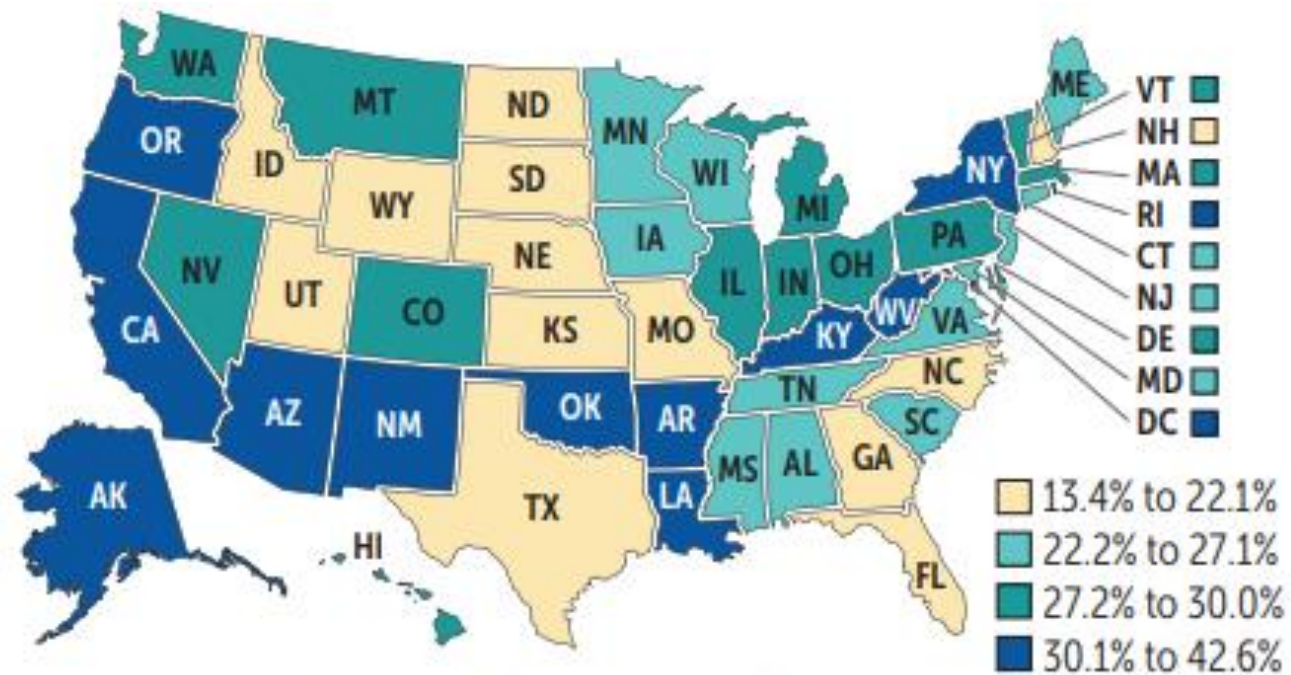 WA
MT
ND
MN
ME
VT
NH
MA
RI
CT
NJ
DE
MD
DC
OR
ID
WY
SD
WI
MI
NY
NV
UT
CO
NE
IA
IL
IN
OH
PA
CA
KS
MO
KY
WV
VA
AZ
NM
OK
AR
TN
NC
SC
AK
HI
TX
LA
MS
AL
GA
FL
13.4% to 22.1%
22.2% to 27.1%
27.2% to 30.0%
30.1% to 42.6%